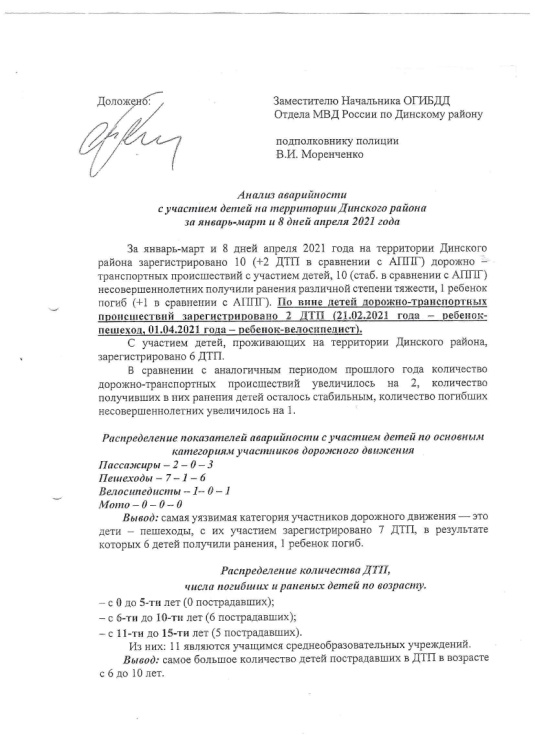 Доложено:
Заместителю Начальника ОГИБДД
Отдела МВД России по Динскому району
подполковнику полиции
В.И. Моренченко
Анализ аварийности
с участием детей на территории Динского района
за январь-март и 8 дней апреля 2021 года
За январь-март и 8 дней апреля 2021 года на территории Динского
района зарегистрировано 10 (+2 ДТП в сравнении с АППГ) дорожно –
транспортных происшествий с участием детей, 10 (стаб. в сравнении с АППГ)
несовершеннолетних получили ранения различной степени тяжести, 1 ребенок
погиб (+1 в сравнении с АППГ). По вине детей дорожно-транспортных
происшествий зарегистрировано 2 ДТП (21.02.2021 года – ребенок-
пешеход, 01.04.2021 года – ребенок-велосипедист).
С участием детей, проживающих на территории Динского района,
зарегистрировано 6 ДТП.
В сравнении с аналогичным периодом прошлого года количество
дорожно-транспортных происшествий увеличилось на 2, количество
получивших в них ранения детей осталось стабильным, количество погибших
несовершеннолетних увеличилось на 1.
Распределение показателей аварийности с участием детей по основным
категориям участников дорожного движения
Пассажиры – 2 – 0 – 3
Пешеходы – 7 – 1 – 6
Велосипедисты – 1– 0 – 1
Мото – 0 – 0 – 0
Вывод: самая уязвимая категория участников дорожного движения — это
дети – пешеходы, с их участием зарегистрировано 7 ДТП, в результате
которых 6 детей получили ранения, 1 ребенок погиб.
Распределение количества ДТП,
числа погибших и раненых детей по возрасту.
– с 0 до 5-ти лет (0 пострадавших);
– с 6-ти до 10-ти лет (6 пострадавших);
– с 11-ти до 15-ти лет (5 пострадавших).
Из них: 11 являются учащимся среднеобразовательных учреждений.
Вывод: самое большое количество детей пострадавших в ДТП в возрасте
с 6 до 10 лет.